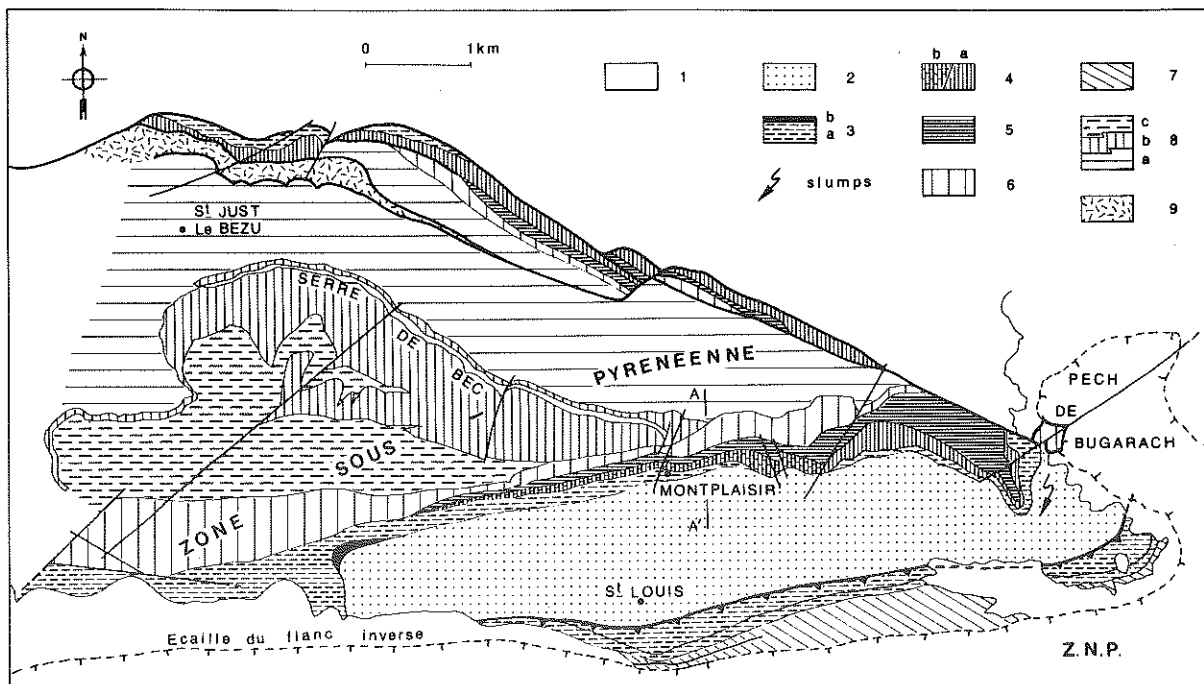 N
0 1km
1
2
b a
4
7
b
a 3
5
c
b 8
a
slumps
6
9
St JUST
Le BEZU
SERRE
DE
BEC
PYRENEENNE
A
PECH
DE
BUGARACH
SOUS
MONTPLAISIR
ZONE
A'
St LOUIS
Ecaille du flanc inverse
Z.N.P.